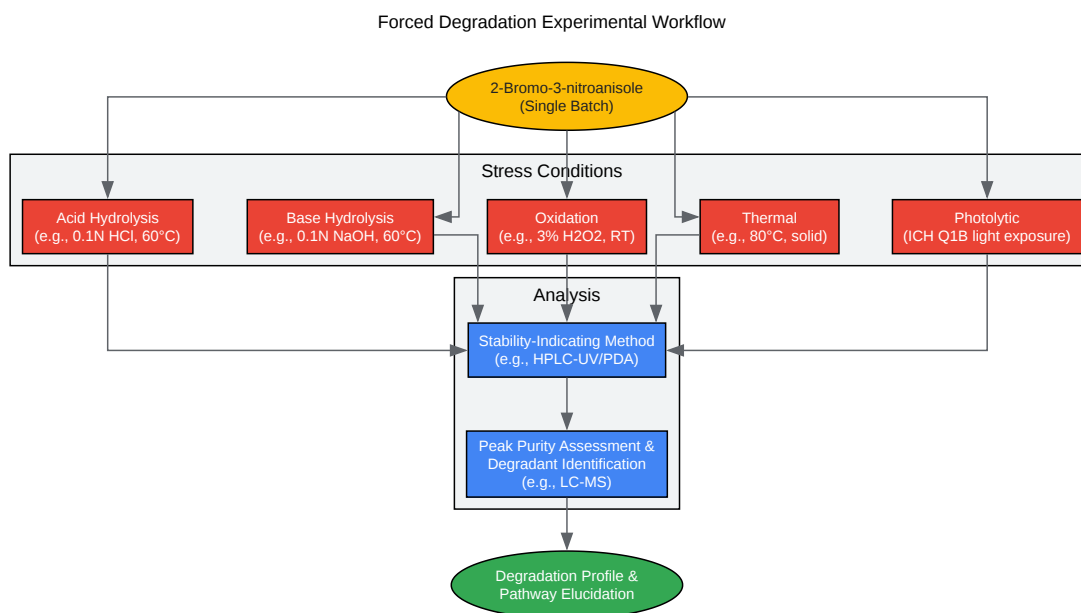 Forced Degradation Experimental Workflow
2-Bromo-3-nitroanisole
(Single Batch)
Stress Conditions
Acid Hydrolysis
(e.g., 0.1N HCl, 60°C)
Base Hydrolysis
(e.g., 0.1N NaOH, 60°C)
Oxidation
(e.g., 3% H2O2, RT)
Thermal
(e.g., 80°C, solid)
Photolytic
(ICH Q1B light exposure)
Analysis
Stability-Indicating Method
(e.g., HPLC-UV/PDA)
Peak Purity Assessment &
Degradant Identification
(e.g., LC-MS)
Degradation Profile &
Pathway Elucidation